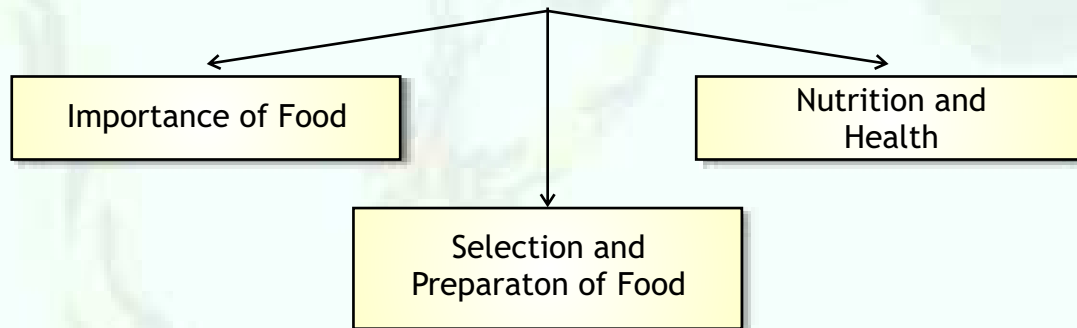 Importance of Food
Nutrition and
Health
Selection and
Preparaton of Food